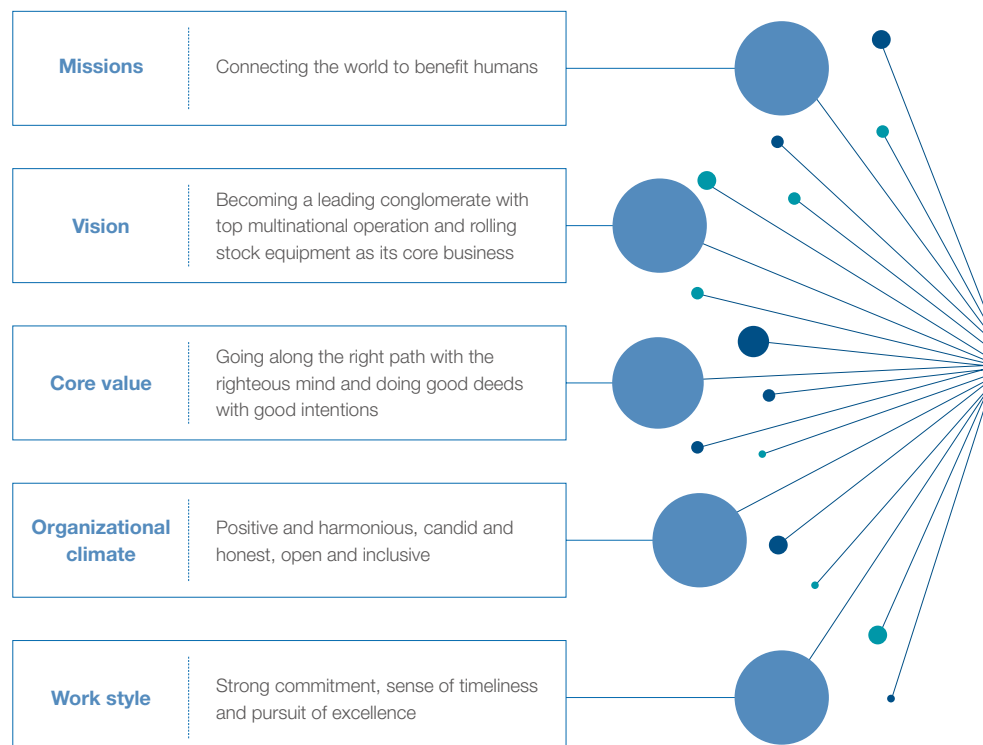 Missions
Connecting the world to benefit humans
Vision
Becoming a leading conglomerate with
top multinational operation and rolling
stock equipment as its core business
Core value
Going along the right path with the
righteous mind and doing good deeds
with good intentions
Organizational
climate
Positive and harmonious, candid and
honest, open and inclusive
Work style
Strong commitment, sense of timeliness
and pursuit of excellence